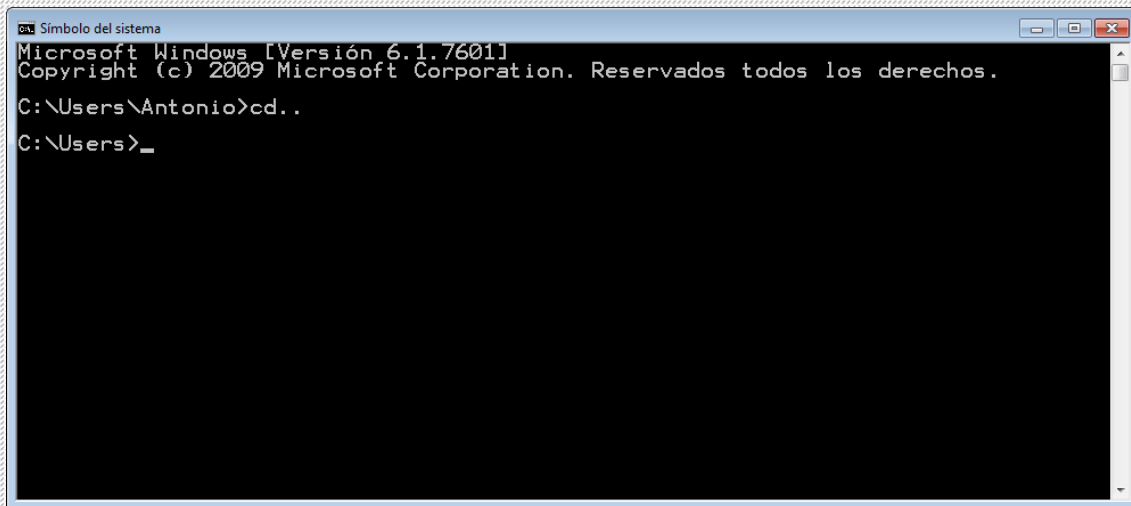 Símbolo del sistema
Microsoft Windows [Versión 6.1.7601]
Copyright (c) 2009 Microsoft Corporation. Reservados todos los derechos.
C:\Users\Antonio>cd..
C:\Users>_